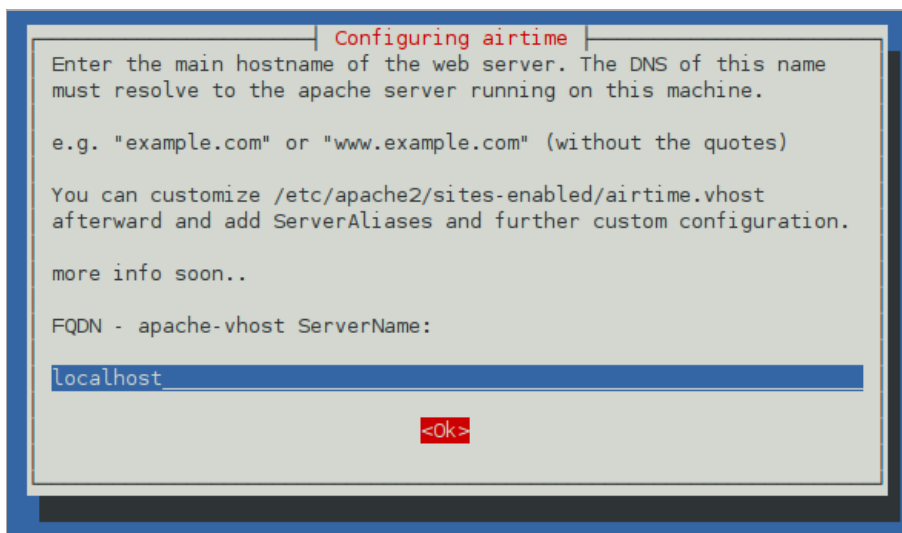 Configuring airtime
Enter the main hostname of the web server. The DNS of this name
must resolve to the apache server running on this machine.
e.g. "example.com" or "www.example.com" (without the quotes)
You can customize /etc/apache2/sites-enabled/airtime.vhost
afterward and add ServerAliases and further custom configuration.
more info soon..
FQDN - apache-vhost ServerName:
localhost
<Ok>